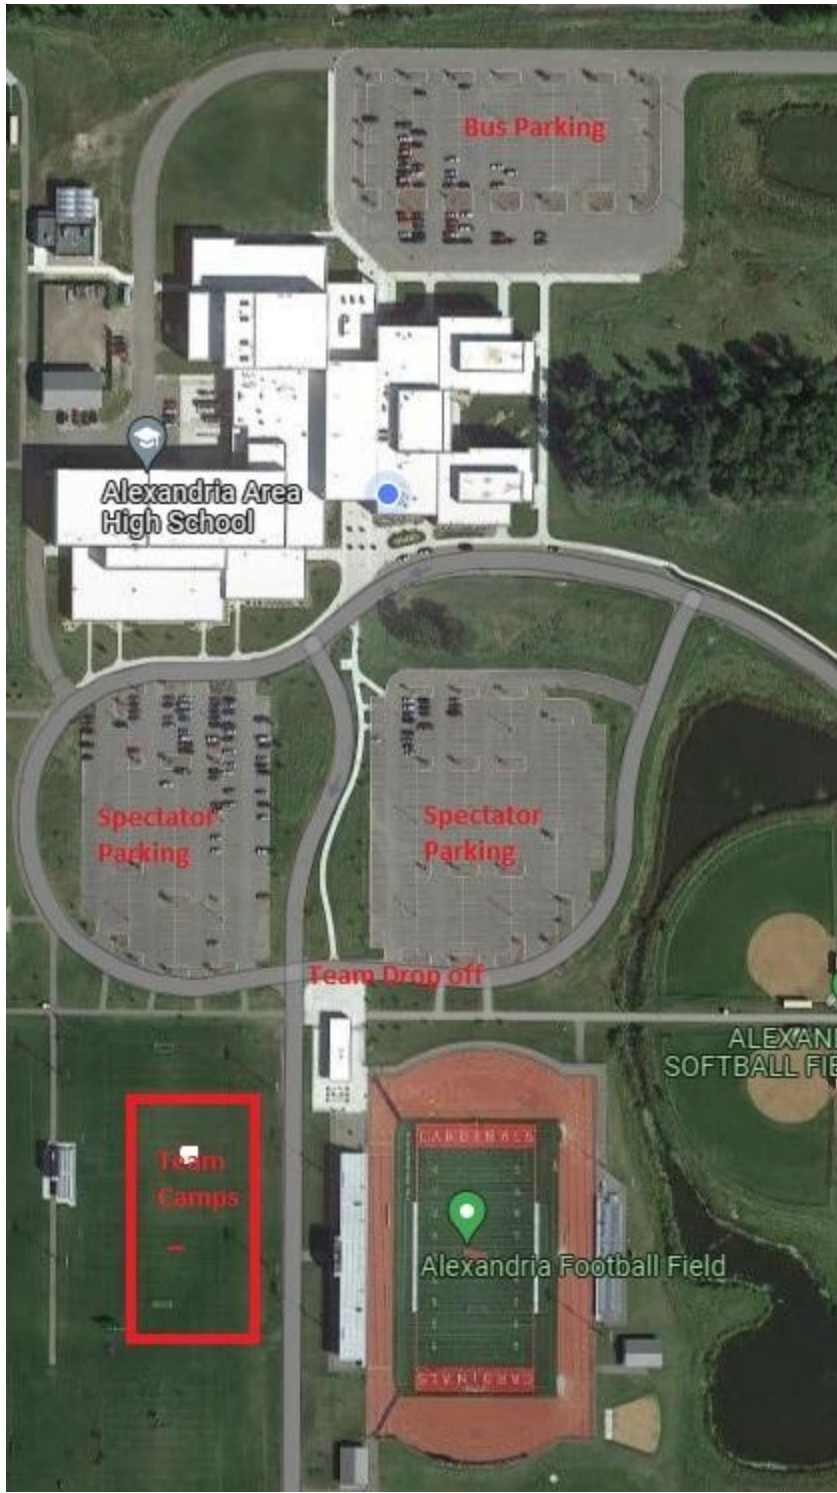 Bus Parking
Alexandria Area
High School
Spectator
Parking
Spectator
Parking
Team Drop off
ALEXAN
SOFTBALL FIE
CARDINALS
Team
Camps
Alexandria Football Field
CARDINALS